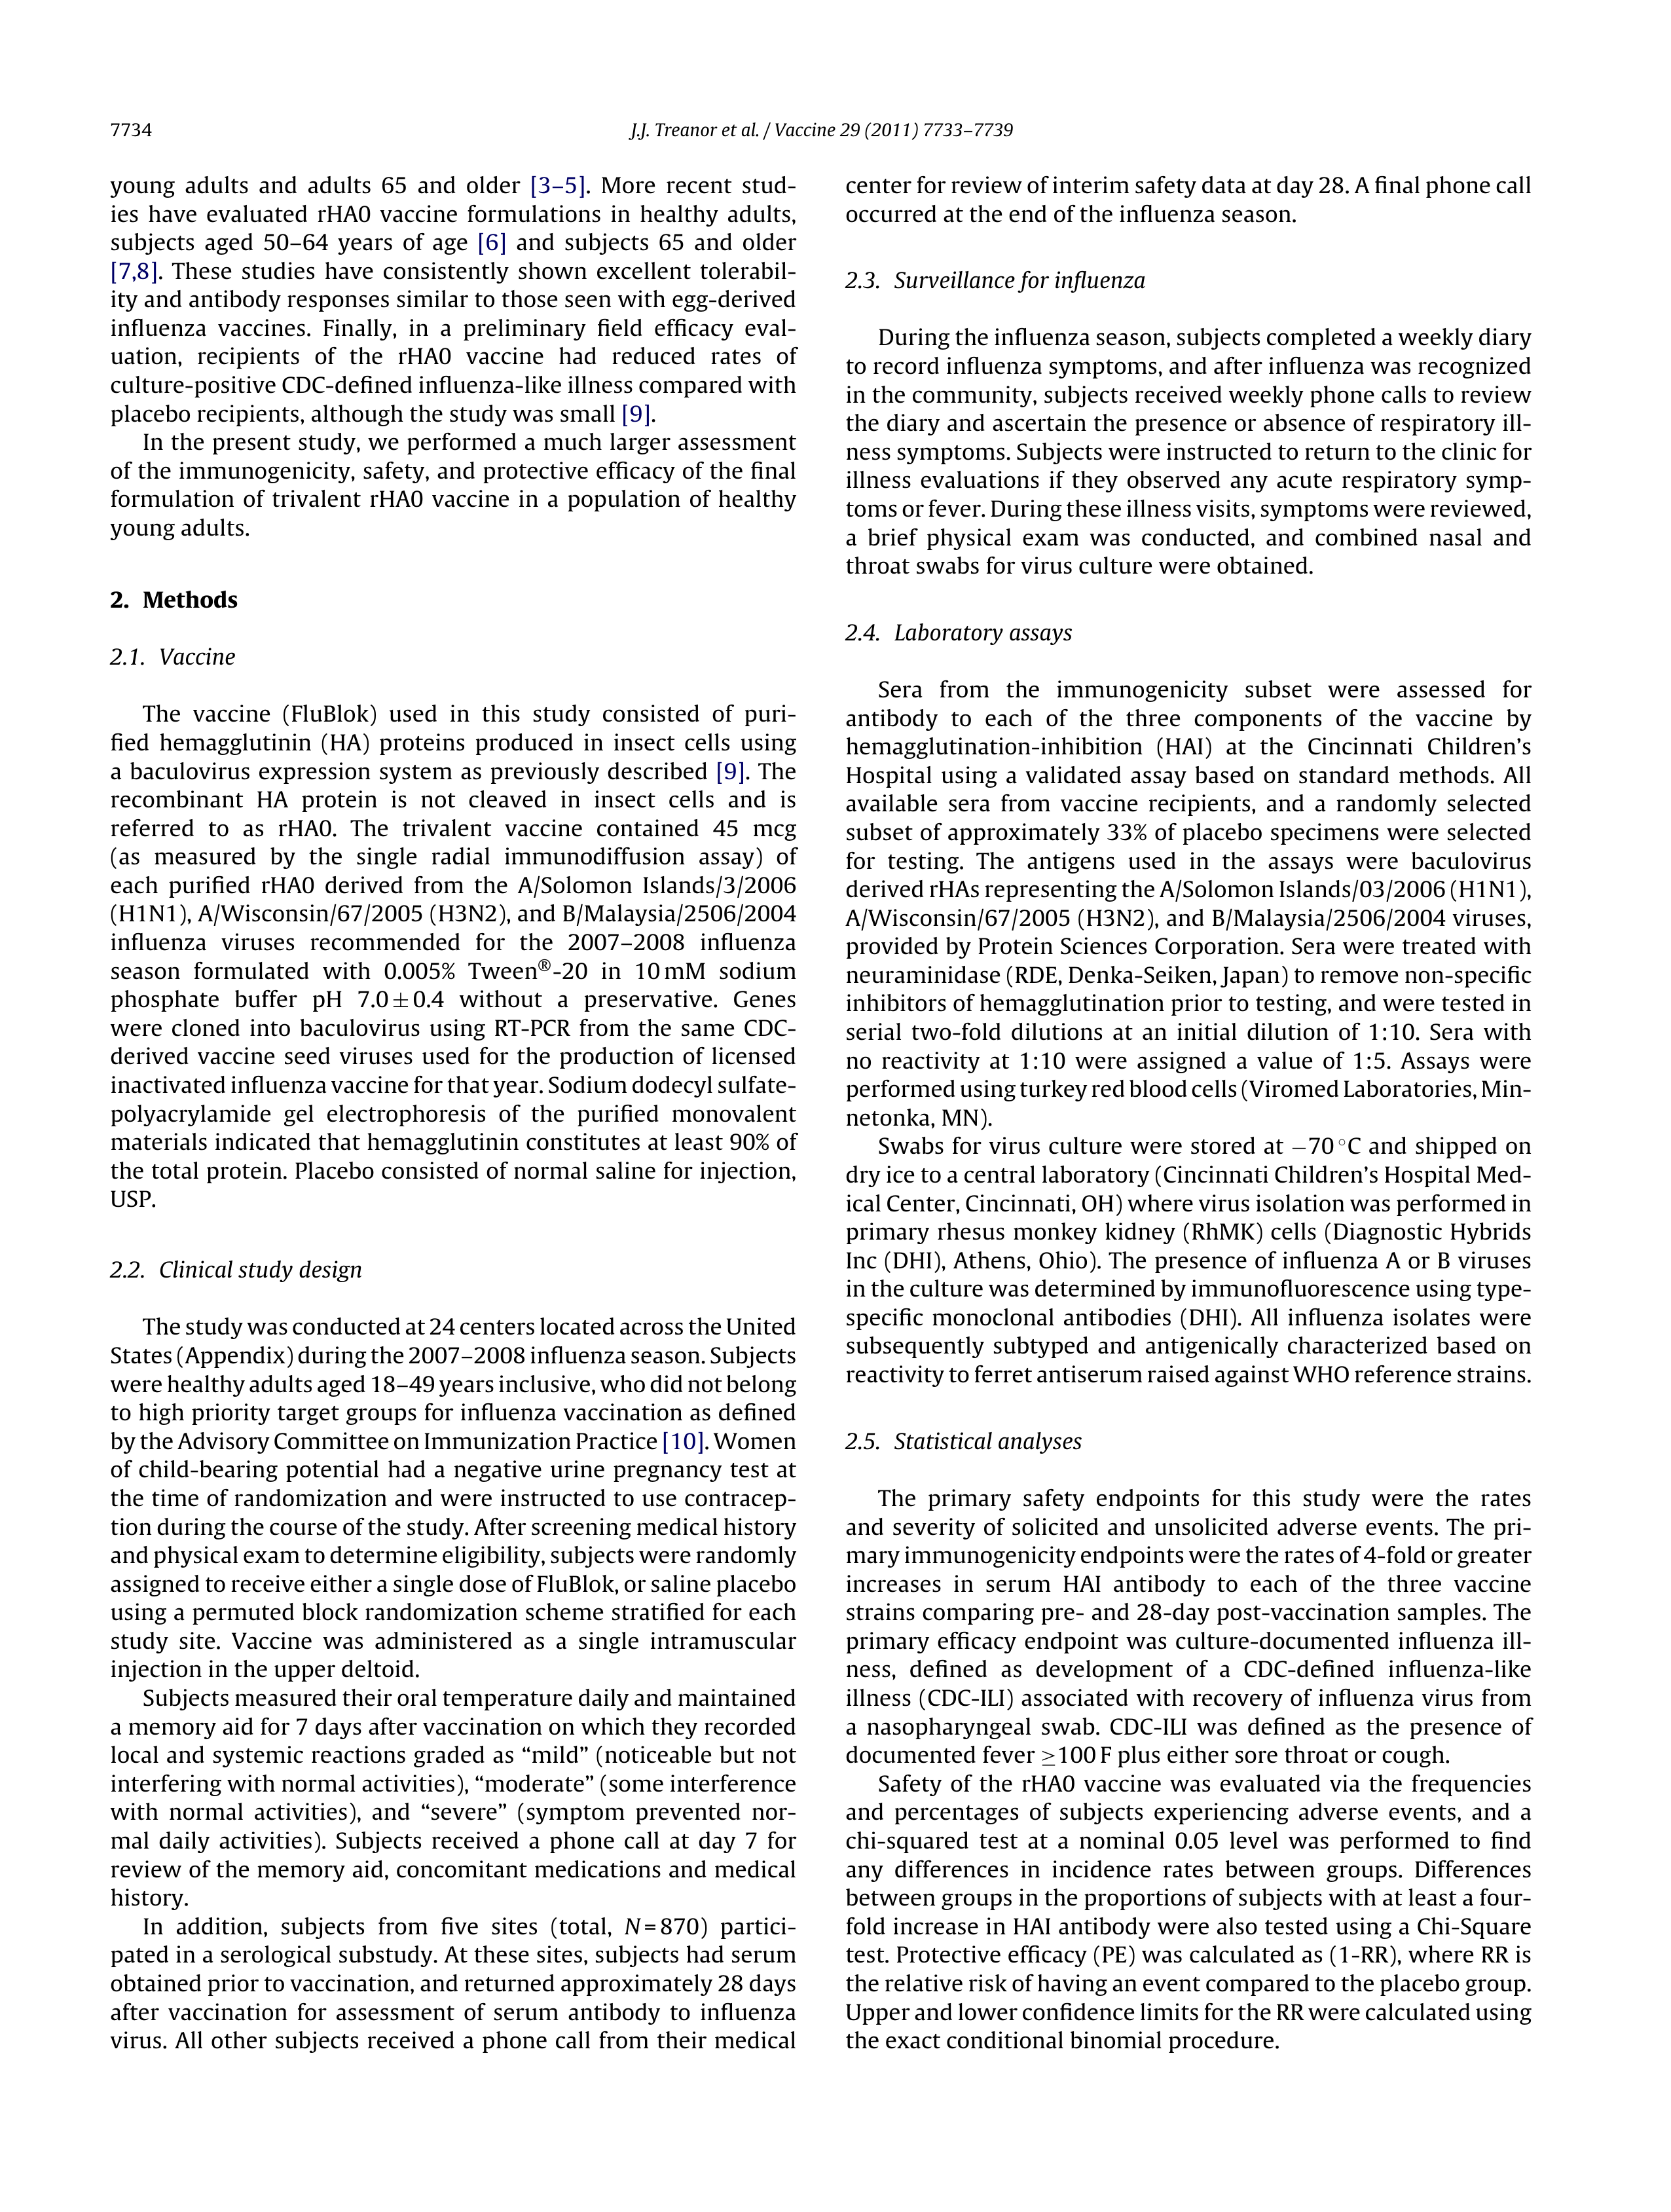 7734
J.J. Treanor et al. / Vaccine 29 (2011) 7733–7739
young adults and adults 65 and older [3–5]. More recent stud-
ies have evaluated rHA0 vaccine formulations in healthy adults,
subjects aged 50–64 years of age [6] and subjects 65 and older
[7,8]. These studies have consistently shown excellent tolerabil-
ity and antibody responses similar to those seen with egg-derived
influenza vaccines. Finally, in a preliminary field efficacy eval-
uation, recipients of the rHA0 vaccine had reduced rates of
culture-positive CDC-defined influenza-like illness compared with
placebo recipients, although the study was small [9].
In the present study, we performed a much larger assessment
of the immunogenicity, safety, and protective efficacy of the final
formulation of trivalent rHA0 vaccine in a population of healthy
young adults.
2. Methods
2.1. Vaccine
The vaccine (FluBlok) used in this study consisted of puri-
fied hemagglutinin (HA) proteins produced in insect cells using
a baculovirus expression system as previously described [9]. The
recombinant HA protein is not cleaved in insect cells and is
referred to as rHA0. The trivalent vaccine contained 45 mcg
(as measured by the single radial immunodiffusion assay) of
each purified rHA0 derived from the A/Solomon Islands/3/2006
(H1N1), A/Wisconsin/67/2005 (H3N2), and B/Malaysia/2506/2004
influenza viruses recommended for the 2007–2008 influenza
season formulated with 0.005% Tween®-20 in 10 mM sodium
phosphate buffer pH 7.0 ± 0.4 without a preservative. Genes
were cloned into baculovirus using RT-PCR from the same CDC-
derived vaccine seed viruses used for the production of licensed
inactivated influenza vaccine for that year. Sodium dodecyl sulfate-
polyacrylamide gel electrophoresis of the purified monovalent
materials indicated that hemagglutinin constitutes at least 90% of
the total protein. Placebo consisted of normal saline for injection,
USP.
2.2. Clinical study design
The study was conducted at 24 centers located across the United
States (Appendix) during the 2007–2008 influenza season. Subjects
were healthy adults aged 18–49 years inclusive, who did not belong
to high priority target groups for influenza vaccination as defined
by the Advisory Committee on Immunization Practice [10]. Women
of child-bearing potential had a negative urine pregnancy test at
the time of randomization and were instructed to use contracep-
tion during the course of the study. After screening medical history
and physical exam to determine eligibility, subjects were randomly
assigned to receive either a single dose of FluBlok, or saline placebo
using a permuted block randomization scheme stratified for each
study site. Vaccine was administered as a single intramuscular
injection in the upper deltoid.
Subjects measured their oral temperature daily and maintained
a memory aid for 7 days after vaccination on which they recorded
local and systemic reactions graded as “mild” (noticeable but not
interfering with normal activities), “moderate” (some interference
with normal activities), and “severe” (symptom prevented nor-
mal daily activities). Subjects received a phone call at day 7 for
review of the memory aid, concomitant medications and medical
history.
In addition, subjects from five sites (total, N = 870) partici-
pated in a serological substudy. At these sites, subjects had serum
obtained prior to vaccination, and returned approximately 28 days
after vaccination for assessment of serum antibody to influenza
virus. All other subjects received a phone call from their medical
center for review of interim safety data at day 28. A final phone call
occurred at the end of the influenza season.
2.3. Surveillance for influenza
During the influenza season, subjects completed a weekly diary
to record influenza symptoms, and after influenza was recognized
in the community, subjects received weekly phone calls to review
the diary and ascertain the presence or absence of respiratory ill-
ness symptoms. Subjects were instructed to return to the clinic for
illness evaluations if they observed any acute respiratory symp-
toms or fever. During these illness visits, symptoms were reviewed,
a brief physical exam was conducted, and combined nasal and
throat swabs for virus culture were obtained.
2.4. Laboratory assays
Sera from the immunogenicity subset were assessed for
antibody to each of the three components of the vaccine by
hemagglutination-inhibition (HAI) at the Cincinnati Children’s
Hospital using a validated assay based on standard methods. All
available sera from vaccine recipients, and a randomly selected
subset of approximately 33% of placebo specimens were selected
for testing. The antigens used in the assays were baculovirus
derived rHAs representing the A/Solomon Islands/03/2006 (H1N1),
A/Wisconsin/67/2005 (H3N2), and B/Malaysia/2506/2004 viruses,
provided by Protein Sciences Corporation. Sera were treated with
neuraminidase (RDE, Denka-Seiken, Japan) to remove non-specific
inhibitors of hemagglutination prior to testing, and were tested in
serial two-fold dilutions at an initial dilution of 1:10. Sera with
no reactivity at 1:10 were assigned a value of 1:5. Assays were
performed using turkey red blood cells (Viromed Laboratories, Min-
netonka, MN).
Swabs for virus culture were stored at −70 °C and shipped on
dry ice to a central laboratory (Cincinnati Children’s Hospital Med-
ical Center, Cincinnati, OH) where virus isolation was performed in
primary rhesus monkey kidney (RhMK) cells (Diagnostic Hybrids
Inc (DHI), Athens, Ohio). The presence of influenza A or B viruses
in the culture was determined by immunofluorescence using type-
specific monoclonal antibodies (DHI). All influenza isolates were
subsequently subtyped and antigenically characterized based on
reactivity to ferret antiserum raised against WHO reference strains.
2.5. Statistical analyses
The primary safety endpoints for this study were the rates
and severity of solicited and unsolicited adverse events. The pri-
mary immunogenicity endpoints were the rates of 4-fold or greater
increases in serum HAI antibody to each of the three vaccine
strains comparing pre- and 28-day post-vaccination samples. The
primary efficacy endpoint was culture-documented influenza ill-
ness, defined as development of a CDC-defined influenza-like
illness (CDC-ILI) associated with recovery of influenza virus from
a nasopharyngeal swab. CDC-ILI was defined as the presence of
documented fever ≥100 F plus either sore throat or cough.
Safety of the rHA0 vaccine was evaluated via the frequencies
and percentages of subjects experiencing adverse events, and a
chi-squared test at a nominal 0.05 level was performed to find
any differences in incidence rates between groups. Differences
between groups in the proportions of subjects with at least a four-
fold increase in HAI antibody were also tested using a Chi-Square
test. Protective efficacy (PE) was calculated as (1-RR), where RR is
the relative risk of having an event compared to the placebo group.
Upper and lower confidence limits for the RR were calculated using
the exact conditional binomial procedure.